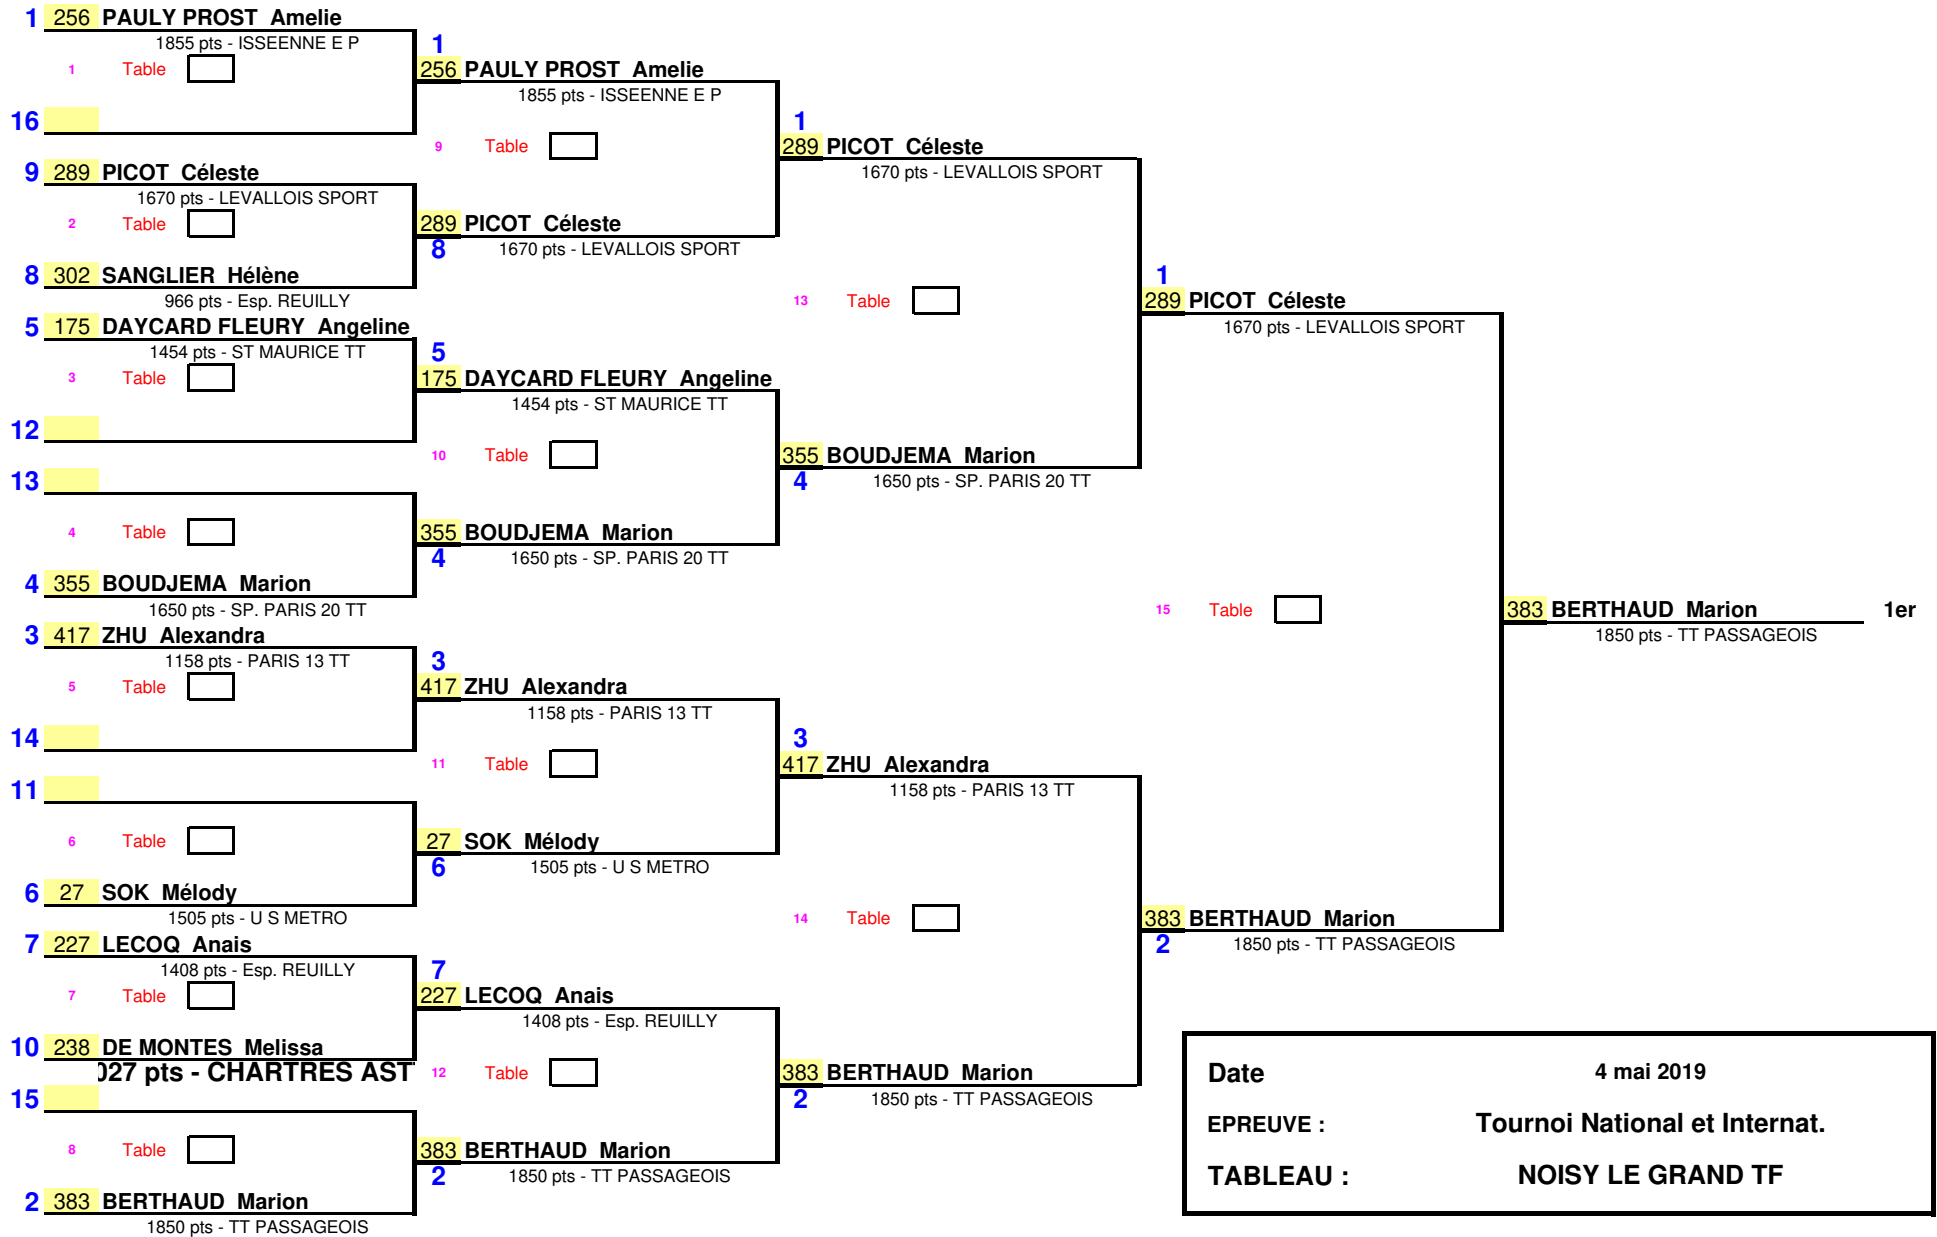 1 256 PAULY PROST Amelie
1855 pts - ISSEENNE E P
1 Table
16
9 289 PICOT Céleste
1670 pts - LEVALLOIS SPORT
2 Table
8 302 SANGLIER Hélène
966 pts - Esp. REUILLY
5 175 DAYCARD FLEURY Angeline
1454 pts - ST MAURICE TT
3 Table
12
13
4 Table
4 355 BOUDJEMA Marion
1650 pts - SP. PARIS 20 TT
3 417 ZHU Alexandra
1158 pts - PARIS 13 TT
5 Table
14
11
6 Table
6 27 SOK Mélody
1505 pts - U S METRO
7 227 LECOQ Anais
1408 pts - Esp. REUILLY
7 Table
10 238 DE MONTES Melissa
027 pts - CHARTRES AST
15
8 Table
2 383 BERTHAUD Marion
1850 pts - TT PASSAGEOIS
1
256 PAULY PROST Amelie
1855 pts - ISSEENNE E P
9 Table
289 PICOT Céleste
8 1670 pts - LEVALLOIS SPORT
5
175 DAYCARD FLEURY Angeline
1454 pts - ST MAURICE TT
10 Table
355 BOUDJEMA Marion
4 1650 pts - SP. PARIS 20 TT
3
417 ZHU Alexandra
1158 pts - PARIS 13 TT
11 Table
27 SOK Mélody
6 1505 pts - U S METRO
7
227 LECOQ Anais
1408 pts - Esp. REUILLY
12 Table
383 BERTHAUD Marion
2 1850 pts - TT PASSAGEOIS
1
289 PICOT Céleste
1670 pts - LEVALLOIS SPORT
13 Table
355 BOUDJEMA Marion
4 1650 pts - SP. PARIS 20 TT
3
417 ZHU Alexandra
1158 pts - PARIS 13 TT
14 Table
383 BERTHAUD Marion
2 1850 pts - TT PASSAGEOIS
1
289 PICOT Céleste
1670 pts - LEVALLOIS SPORT
15 Table
383 BERTHAUD Marion
2 1850 pts - TT PASSAGEOIS
383 BERTHAUD Marion 1er
1850 pts - TT PASSAGEOIS
Date 4 mai 2019
EPREUVE : Tournoi National et Internat.
TABLEAU : NOISY LE GRAND TF